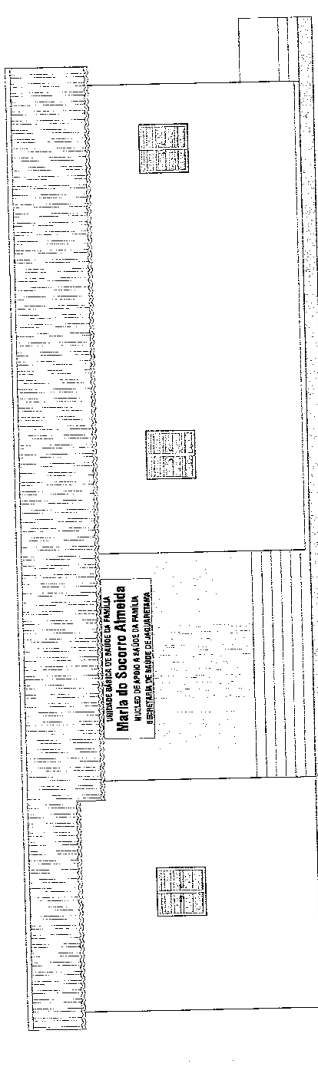 UNIDADE BÁSICA DE SAÚDE DA FAMÍLIA
Maria do Socorro Almeida
NÚCLEO DE APOIO A SAÚDE DA FAMÍLIA
SECRETARIA DE SAÚDE DE JAGUARETAMA